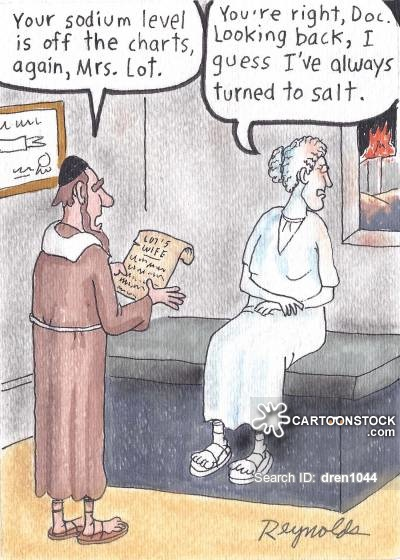 Your sodium level
is off the charts,
again, Mrs. Lot.
You're right, Doc.
Looking back, I
guess I've always
turned to salt.
LOT'S
WIFE
CARTOONSTOCK
.com
Search ID: dren1044
Reynolds